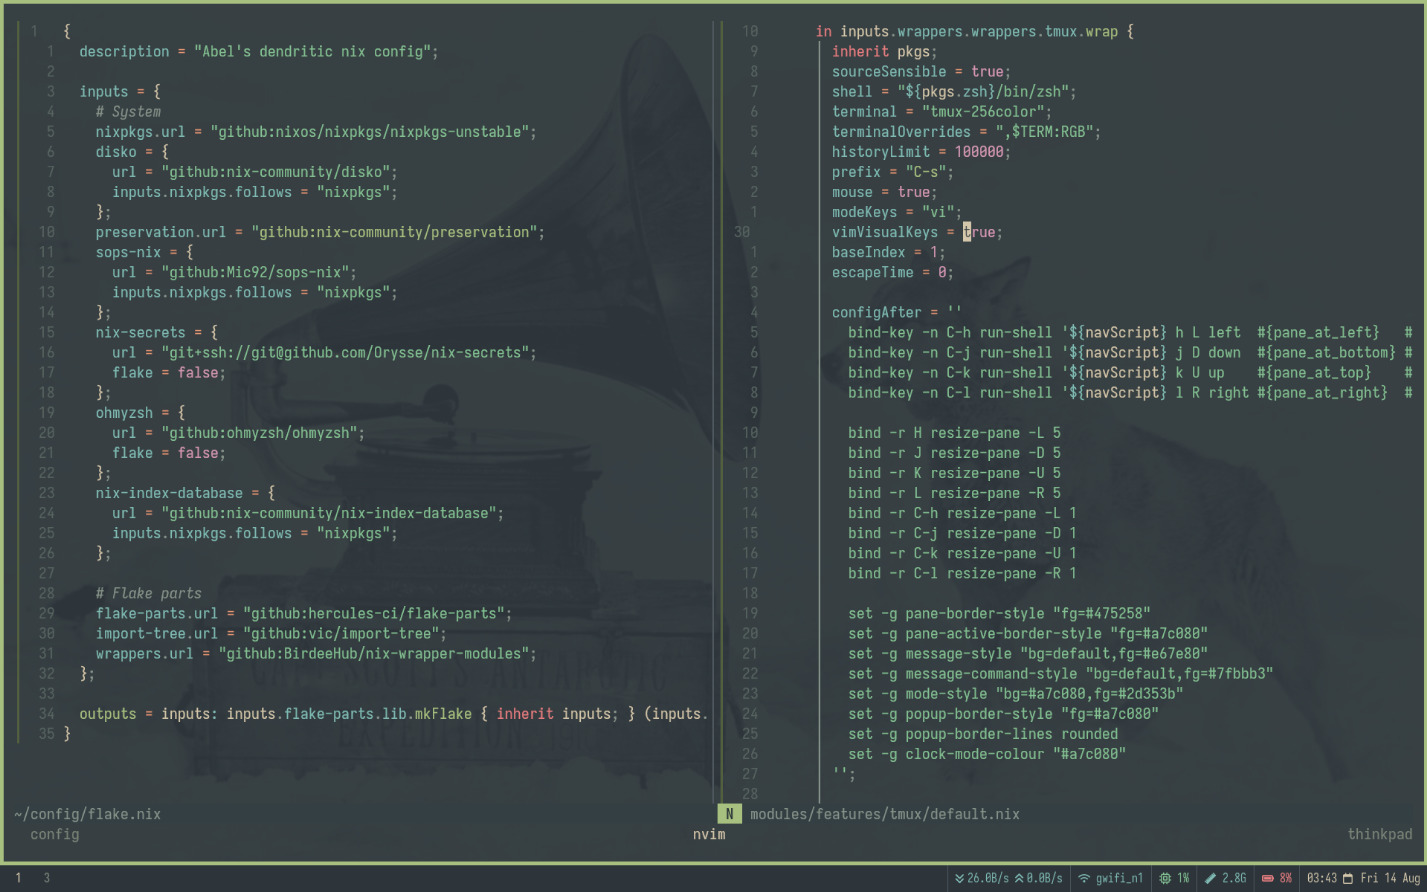 1 {
1 description = "Abel's dendritic nix config";
2
3 inputs = {
4 # System
5 nixpkgs.url = "github:nixos/nixpkgs/nixpkgs-unstable";
6 disko = {
7 url = "github:nix-community/disko";
8 inputs.nixpkgs.follows = "nixpkgs";
9 };
10 preservation.url = "github:nix-community/preservation";
11 sops-nix = {
12 url = "github:Mic92/sops-nix";
13 inputs.nixpkgs.follows = "nixpkgs";
14 };
15 nix-secrets = {
16 url = "git+ssh://git@github.com/Orysse/nix-secrets";
17 flake = false;
18 };
19 ohmyzsh = {
20 url = "github:ohmyzsh/ohmyzsh";
21 flake = false;
22 };
23 nix-index-database = {
24 url = "github:nix-community/nix-index-database";
25 inputs.nixpkgs.follows = "nixpkgs";
26 };
27
28 # Flake parts
29 flake-parts.url = "github:hercules-ci/flake-parts";
30 import-tree.url = "github:vic/import-tree";
31 wrappers.url = "github:BirdeeHub/nix-wrapper-modules";
32 };
33
34 outputs = inputs: inputs.flake-parts.lib.mkFlake { inherit inputs; } (inputs.
35 }
~/config/flake.nix
10 in inputs.wrappers.wrappers.tmux.wrap {
9 inherit pkgs;
8 sourceSensible = true;
7 shell = "${pkgs.zsh}/bin/zsh";
6 terminal = "tmux-256color";
5 terminalOverrides = ",$TERM:RGB";
4 historyLimit = 100000;
3 prefix = "C-s";
2 mouse = true;
1 modeKeys = "vi";
30 vimVisualKeys = true;
1 baseIndex = 1;
2 escapeTime = 0;
3
4 configAfter = ''
5 bind-key -n C-h run-shell '${navScript} h L left #{pane_at_left} #
6 bind-key -n C-j run-shell '${navScript} j D down #{pane_at_bottom} #
7 bind-key -n C-k run-shell '${navScript} k U up #{pane_at_top} #
8 bind-key -n C-l run-shell '${navScript} l R right #{pane_at_right} #
9
10 bind -r H resize-pane -L 5
11 bind -r J resize-pane -D 5
12 bind -r K resize-pane -U 5
13 bind -r L resize-pane -R 5
14 bind -r C-h resize-pane -L 1
15 bind -r C-j resize-pane -D 1
16 bind -r C-k resize-pane -U 1
17 bind -r C-l resize-pane -R 1
18
19 set -g pane-border-style "fg=#475258"
20 set -g pane-active-border-style "fg=#a7c080"
21 set -g message-style "bg=default,fg=#e67e80"
22 set -g message-command-style "bg=default,fg=#7fbbb3"
23 set -g mode-style "bg=#a7c080,fg=#2d353b"
24 set -g popup-border-style "fg=#a7c080"
25 set -g popup-border-lines rounded
26 set -g clock-mode-colour "#a7c080"
27 '';
28
N modules/features/tmux/default.nix
config nvim thinkpad
1 3 26.0B/s 0.0B/s gwifi_n1 1% 2.8G 8% 03:43 Fri 14 Aug